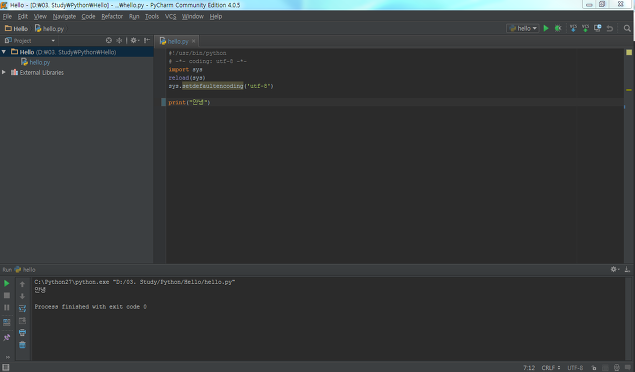 Hello - [D:₩03. Study₩Python₩Hello] - ...₩hello.py - PyCharm Community Edition 4.0.5
File Edit View Navigate Code Refactor Run Tools VCS Window Help
Hello hello.py
hello
Project
hello.py
Hello (D:₩03. Study₩Python₩Hello)
hello.py
External Libraries
#!/usr/bin/python
# -*- coding: utf-8 -*-
import sys
reload(sys)
sys.setdefaultencoding('utf-8')
print("안녕")
Run hello
C:\Python27\python.exe "D:/03. Study/Python/Hello/hello.py"
안녕
Process finished with exit code 0
7:12 CRLF UTF-8